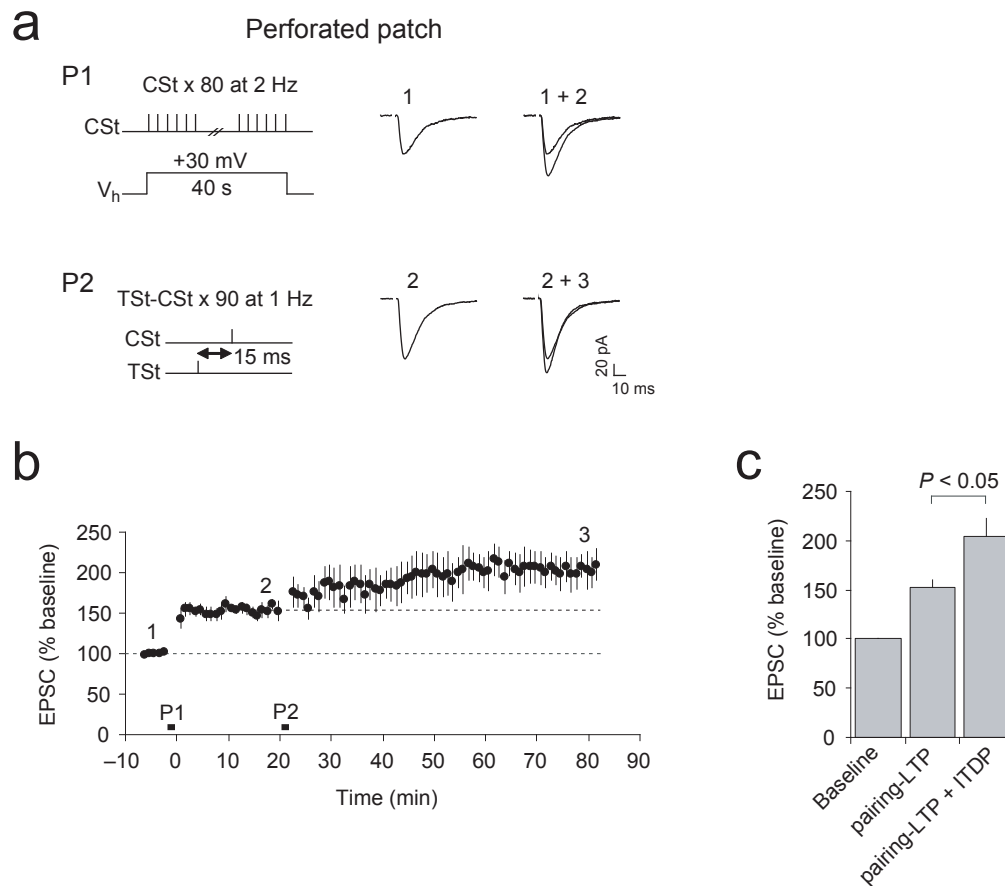 a
Perforated patch
P1
CSt x 80 at 2 Hz
CSt
+30 mV
40 s
Vh
1
1 + 2
P2
TSt-CSt x 90 at 1 Hz
CSt
15 ms
TSt
2
2 + 3
20 pA
10 ms
b
EPSC (% baseline)
250
200
150
100
50
0
1
2
3
P1
P2
–10
0
10
20
30
40
50
60
70
80
90
Time (min)
c
P < 0.05
EPSC (% baseline)
250
200
150
100
50
0
Baseline
pairing-LTP
pairing-LTP + ITDP